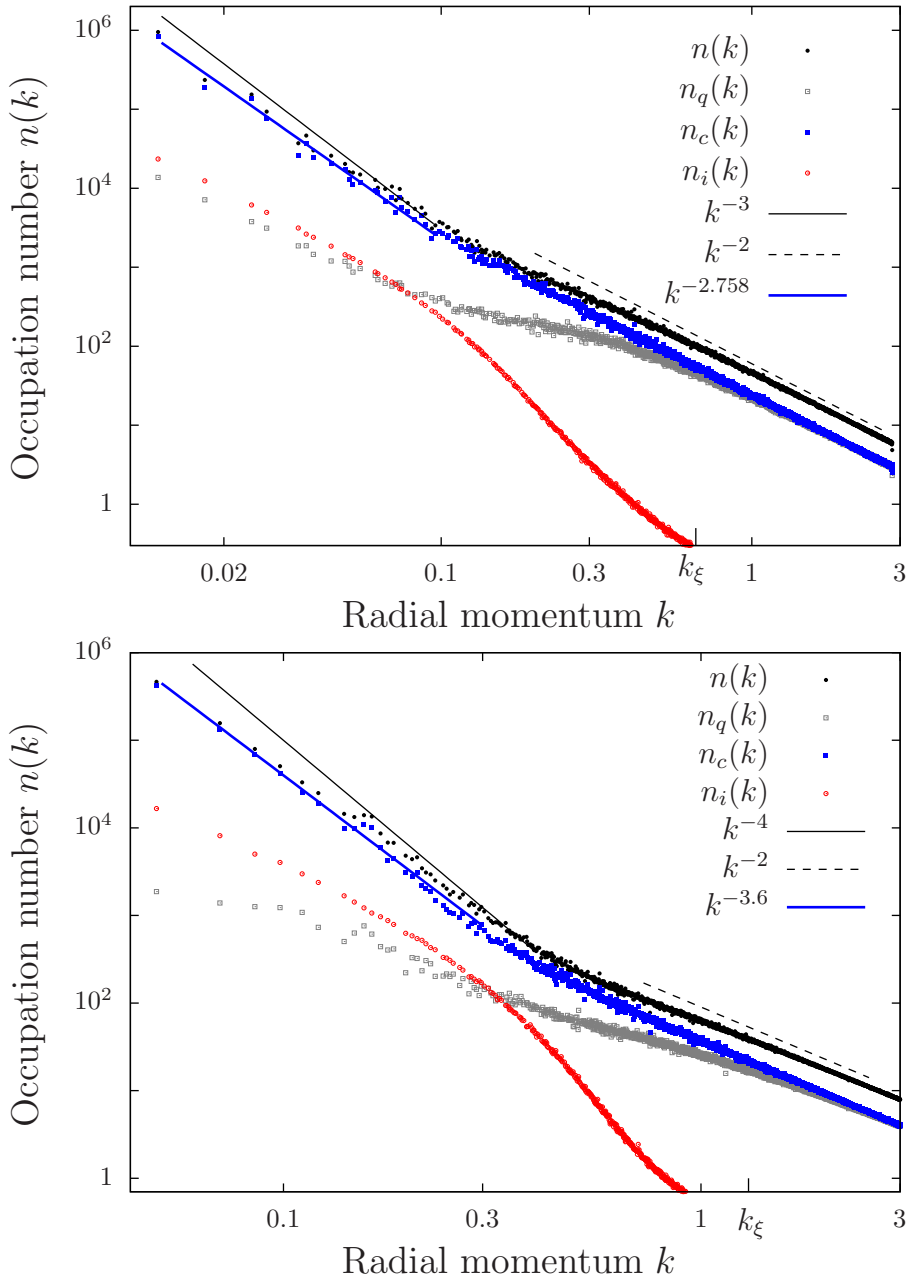 10^6
10^4
10^2
1
Occupation number n(k)
n(k)
n_q(k)
n_c(k)
n_i(k)
k^{-3}
k^{-2}
k^{-2.758}
0.02 0.1 0.3 k_ξ 1 3
Radial momentum k
10^6
10^4
10^2
1
Occupation number n(k)
n(k)
n_q(k)
n_c(k)
n_i(k)
k^{-4}
k^{-2}
k^{-3.6}
0.1 0.3 1 k_ξ 3
Radial momentum k